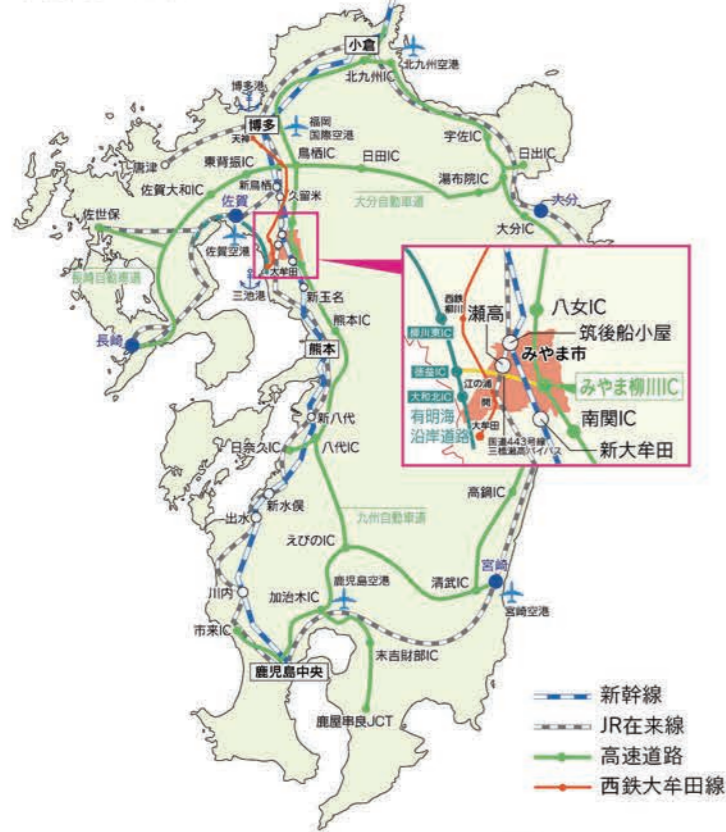 小倉
北九州空港
北九州IC
博多港
博多
天神
福岡
国際空港
宇佐IC
日出IC
唐津
東背振IC
鳥栖IC
日田IC
新鳥栖
湯布院IC
佐賀大和IC
久留米
大分自動車道
佐世保
佐賀
大分
大分IC
佐賀空港
大牟田
長崎自動車道
三池港
新玉名
熊本IC
長崎
熊本
西鉄
柳川
瀬高
八女IC
柳川東IC
筑後船小屋
みやま市
徳益IC
江の浦
みやま柳川IC
大和北IC
開
南関IC
有明海
沿岸道路
大牟田
国道443号線
三橋瀬高バイパス
新大牟田
新八代
日奈久IC
八代IC
高鍋IC
新水俣
出水
九州自動車道
えびのIC
宮崎
川内
加治木IC
鹿児島空港
清武IC
宮崎空港
市来IC
末吉財部IC
鹿児島中央
鹿屋串良JCT
新幹線
JR在来線
高速道路
西鉄大牟田線